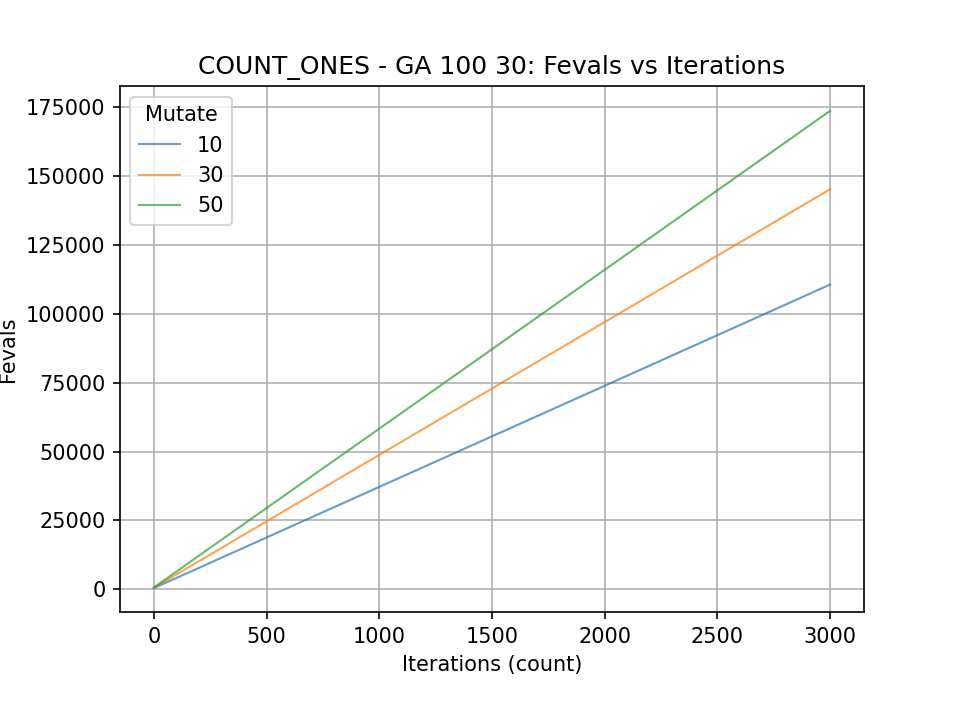 COUNT_ONES - GA 100 30: Fevals vs Iterations
Mutate
10
30
50
175000
150000
125000
100000
75000
50000
25000
0
Fevals
0 500 1000 1500 2000 2500 3000
Iterations (count)